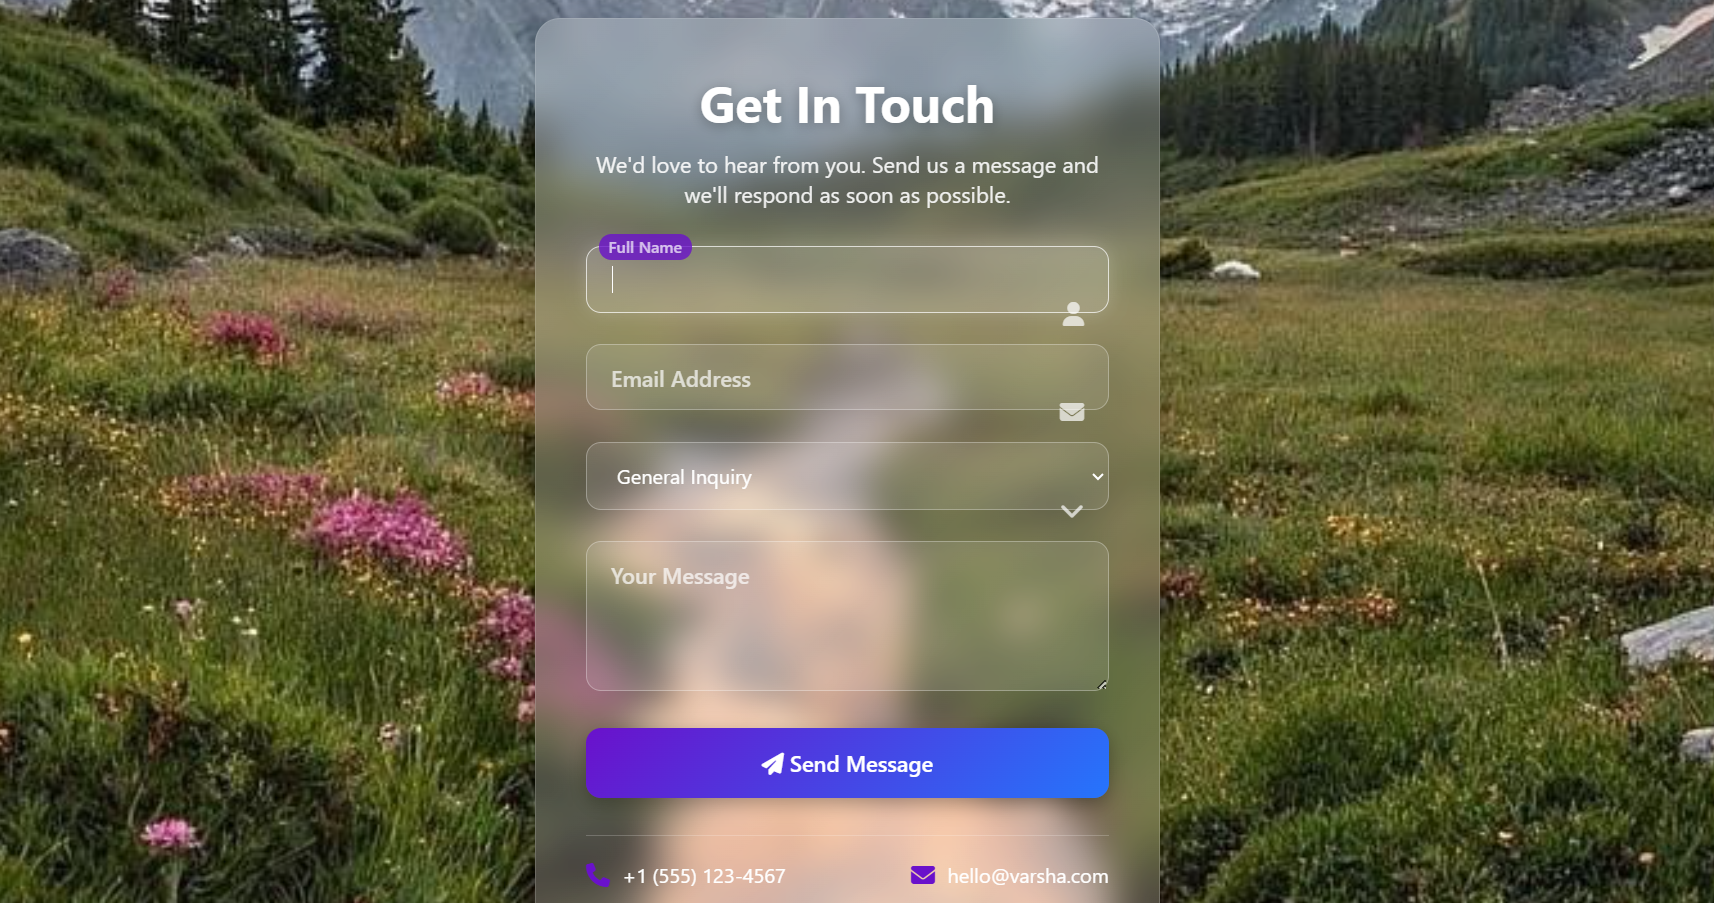 Get In Touch
We'd love to hear from you. Send us a message and
we'll respond as soon as possible.
Full Name
Email Address
General Inquiry
Your Message
Send Message
+1 (555) 123-4567
hello@varsha.com